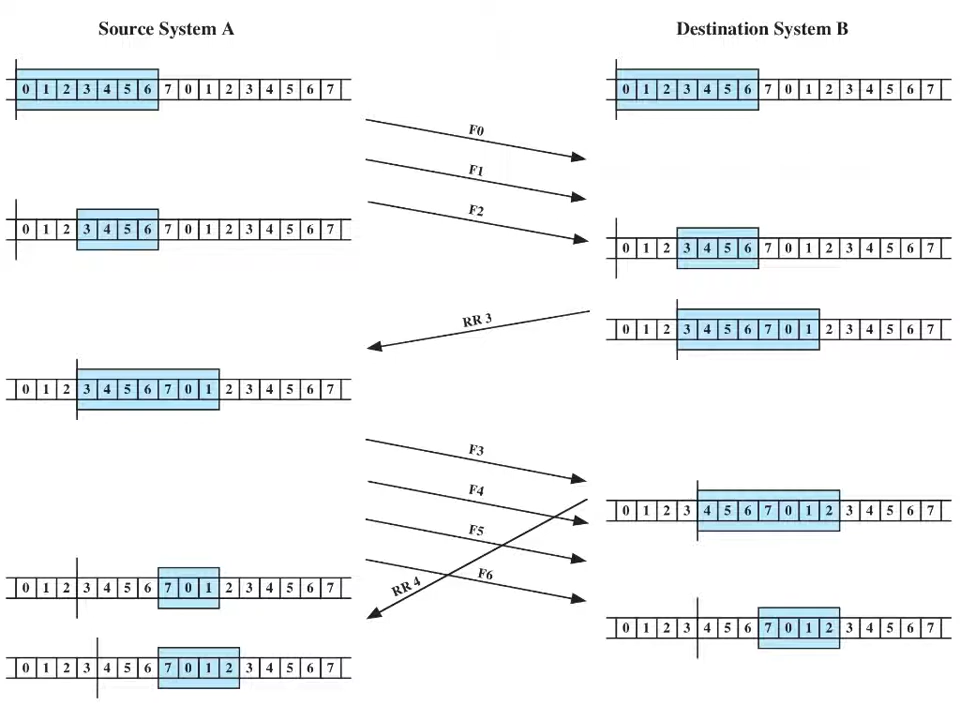 Source System A
Destination System B
0 1 2 3 4 5 6 7 0 1 2 3 4 5 6 7
0 1 2 3 4 5 6 7 0 1 2 3 4 5 6 7
F0
F1
F2
0 1 2 3 4 5 6 7 0 1 2 3 4 5 6 7
0 1 2 3 4 5 6 7 0 1 2 3 4 5 6 7
RR 3
0 1 2 3 4 5 6 7 0 1 2 3 4 5 6 7
0 1 2 3 4 5 6 7 0 1 2 3 4 5 6 7
F3
F4
0 1 2 3 4 5 6 7 0 1 2 3 4 5 6 7
F5
F6
RR 4
0 1 2 3 4 5 6 7 0 1 2 3 4 5 6 7
0 1 2 3 4 5 6 7 0 1 2 3 4 5 6 7
0 1 2 3 4 5 6 7 0 1 2 3 4 5 6 7